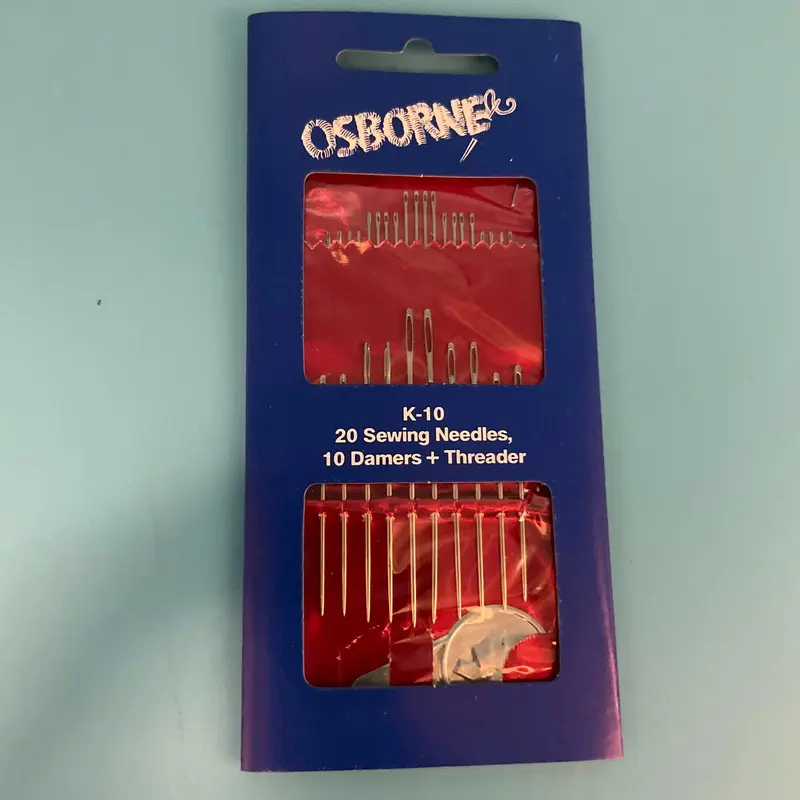 OSBORNE
K-10
20 Sewing Needles,
10 Damers + Threader